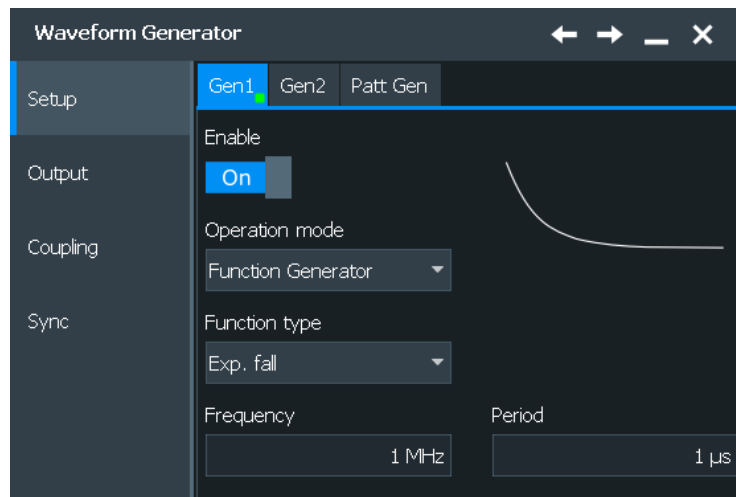 Waveform Generator
Setup
Output
Coupling
Sync
Gen1 Gen2 Patt Gen
Enable
On
Operation mode
Function Generator
Function type
Exp. fall
Frequency Period
1 MHz 1 µs